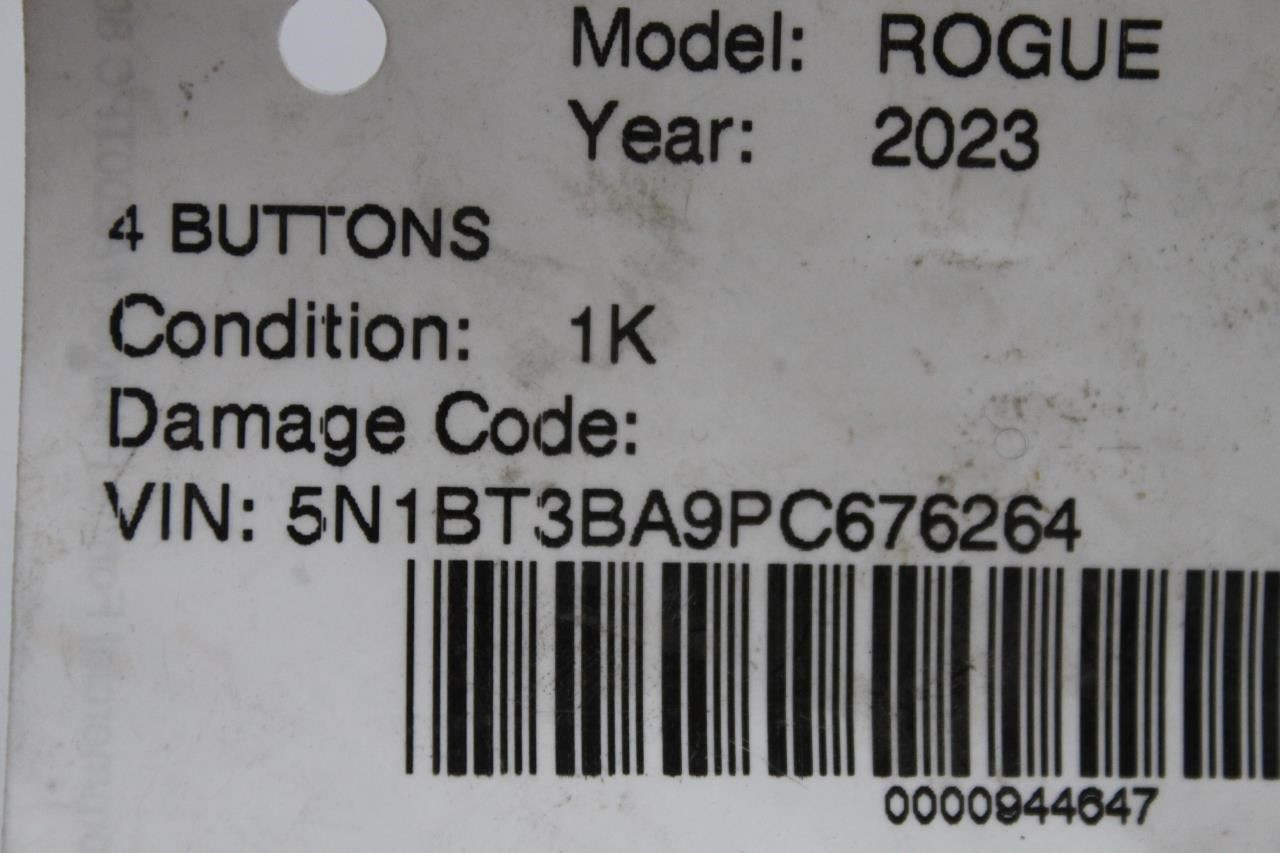 Model: ROGUE
Year: 2023
4 BUTTONS
Condition: 1K
Damage Code:
VIN: 5N1BT3BA9PC676264
0000944647